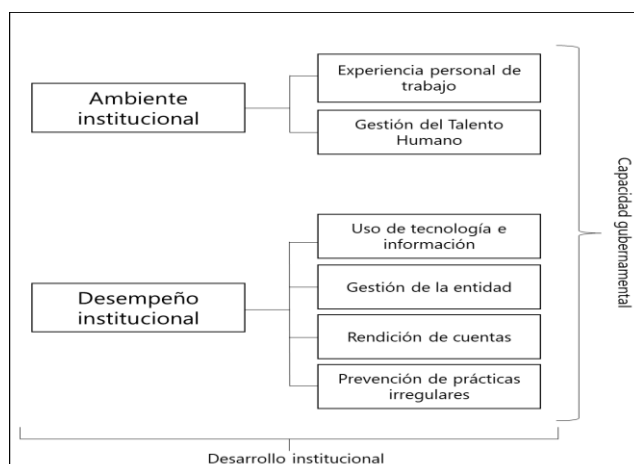 Ambiente
institucional
Experiencia personal de
trabajo
Gestión del Talento
Humano
Desempeño
institucional
Uso de tecnología e
información
Gestión de la entidad
Rendición de cuentas
Prevención de prácticas
irregulares
Capacidad gubernamental
Desarrollo institucional